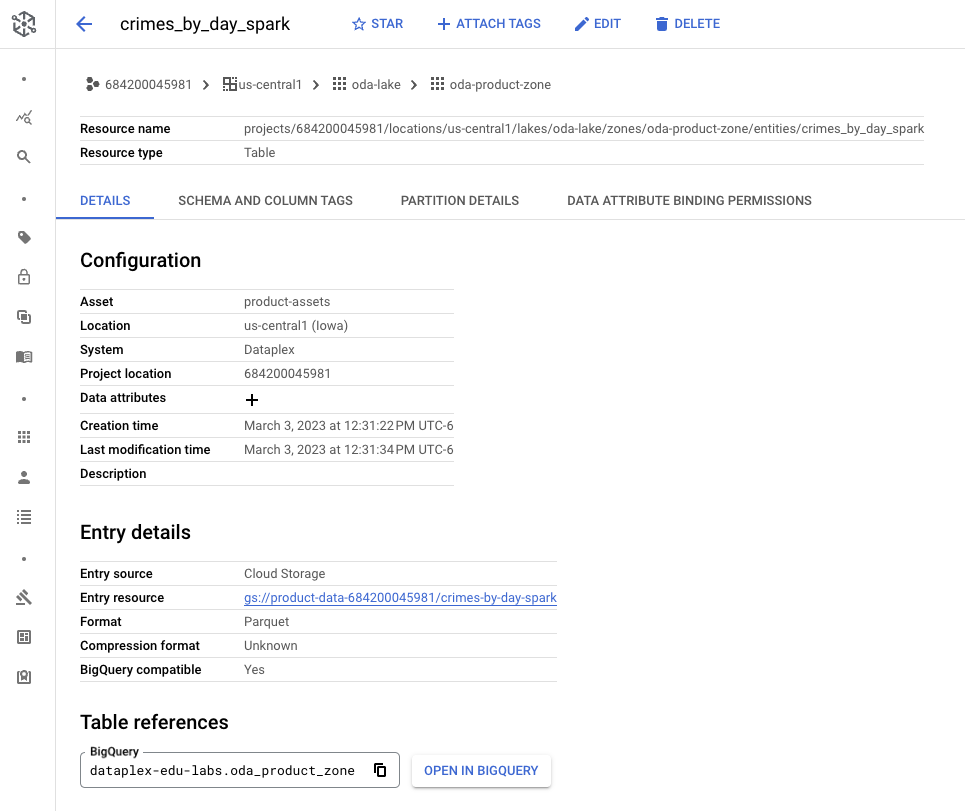 crimes_by_day_spark STAR ATTACH TAGS EDIT DELETE
684200045981 us-central1 oda-lake oda-product-zone
Resource name projects/684200045981/locations/us-central1/lakes/oda-lake/zones/oda-product-zone/entities/crimes_by_day_spark
Resource type Table
DETAILS SCHEMA AND COLUMN TAGS PARTITION DETAILS DATA ATTRIBUTE BINDING PERMISSIONS
Configuration
Asset product-assets
Location us-central1 (Iowa)
System Dataplex
Project location 684200045981
Data attributes
Creation time March 3, 2023 at 12:31:22 PM UTC-6
Last modification time March 3, 2023 at 12:31:34 PM UTC-6
Description
Entry details
Entry source Cloud Storage
Entry resource gs://product-data-684200045981/crimes-by-day-spark
Format Parquet
Compression format Unknown
BigQuery compatible Yes
Table references
BigQuery
dataplex-edu-labs.oda_product_zone OPEN IN BIGQUERY